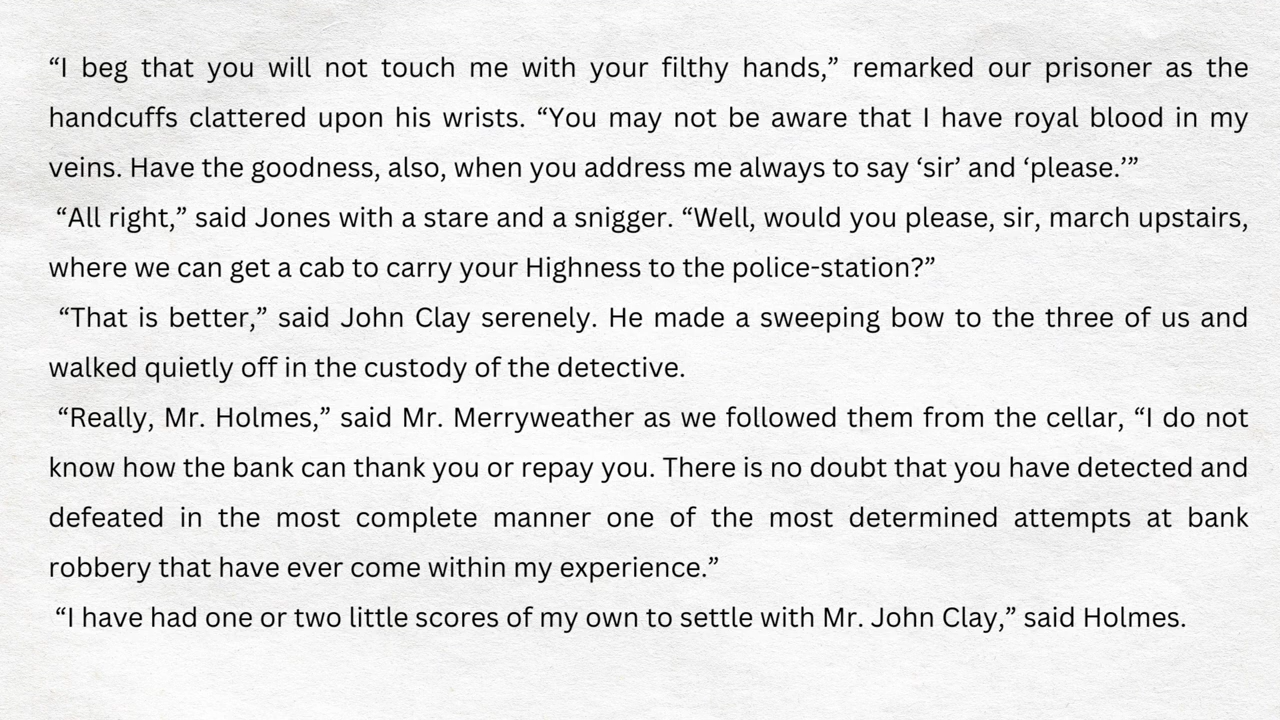 “I beg that you will not touch me with your filthy hands,” remarked our prisoner as the
handcuffs clattered upon his wrists. “You may not be aware that I have royal blood in my
veins. Have the goodness, also, when you address me always to say ‘sir’ and ‘please.’”
“All right,” said Jones with a stare and a snigger. “Well, would you please, sir, march upstairs,
where we can get a cab to carry your Highness to the police-station?”
“That is better,” said John Clay serenely. He made a sweeping bow to the three of us and
walked quietly off in the custody of the detective.
“Really, Mr. Holmes,” said Mr. Merryweather as we followed them from the cellar, “I do not
know how the bank can thank you or repay you. There is no doubt that you have detected and
defeated in the most complete manner one of the most determined attempts at bank
robbery that have ever come within my experience.”
“I have had one or two little scores of my own to settle with Mr. John Clay,” said Holmes.